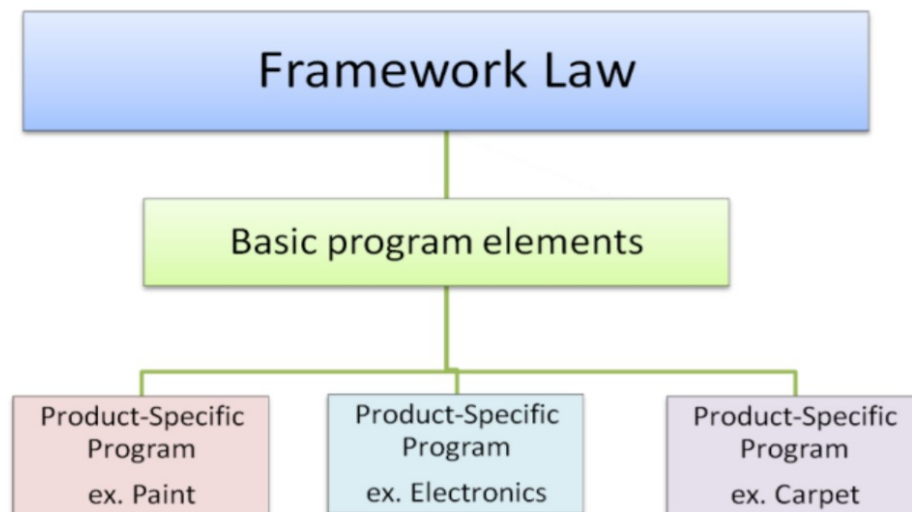 Framework Law
Basic program elements
Product-Specific
Program
ex. Paint
Product-Specific
Program
ex. Electronics
Product-Specific
Program
ex. Carpet